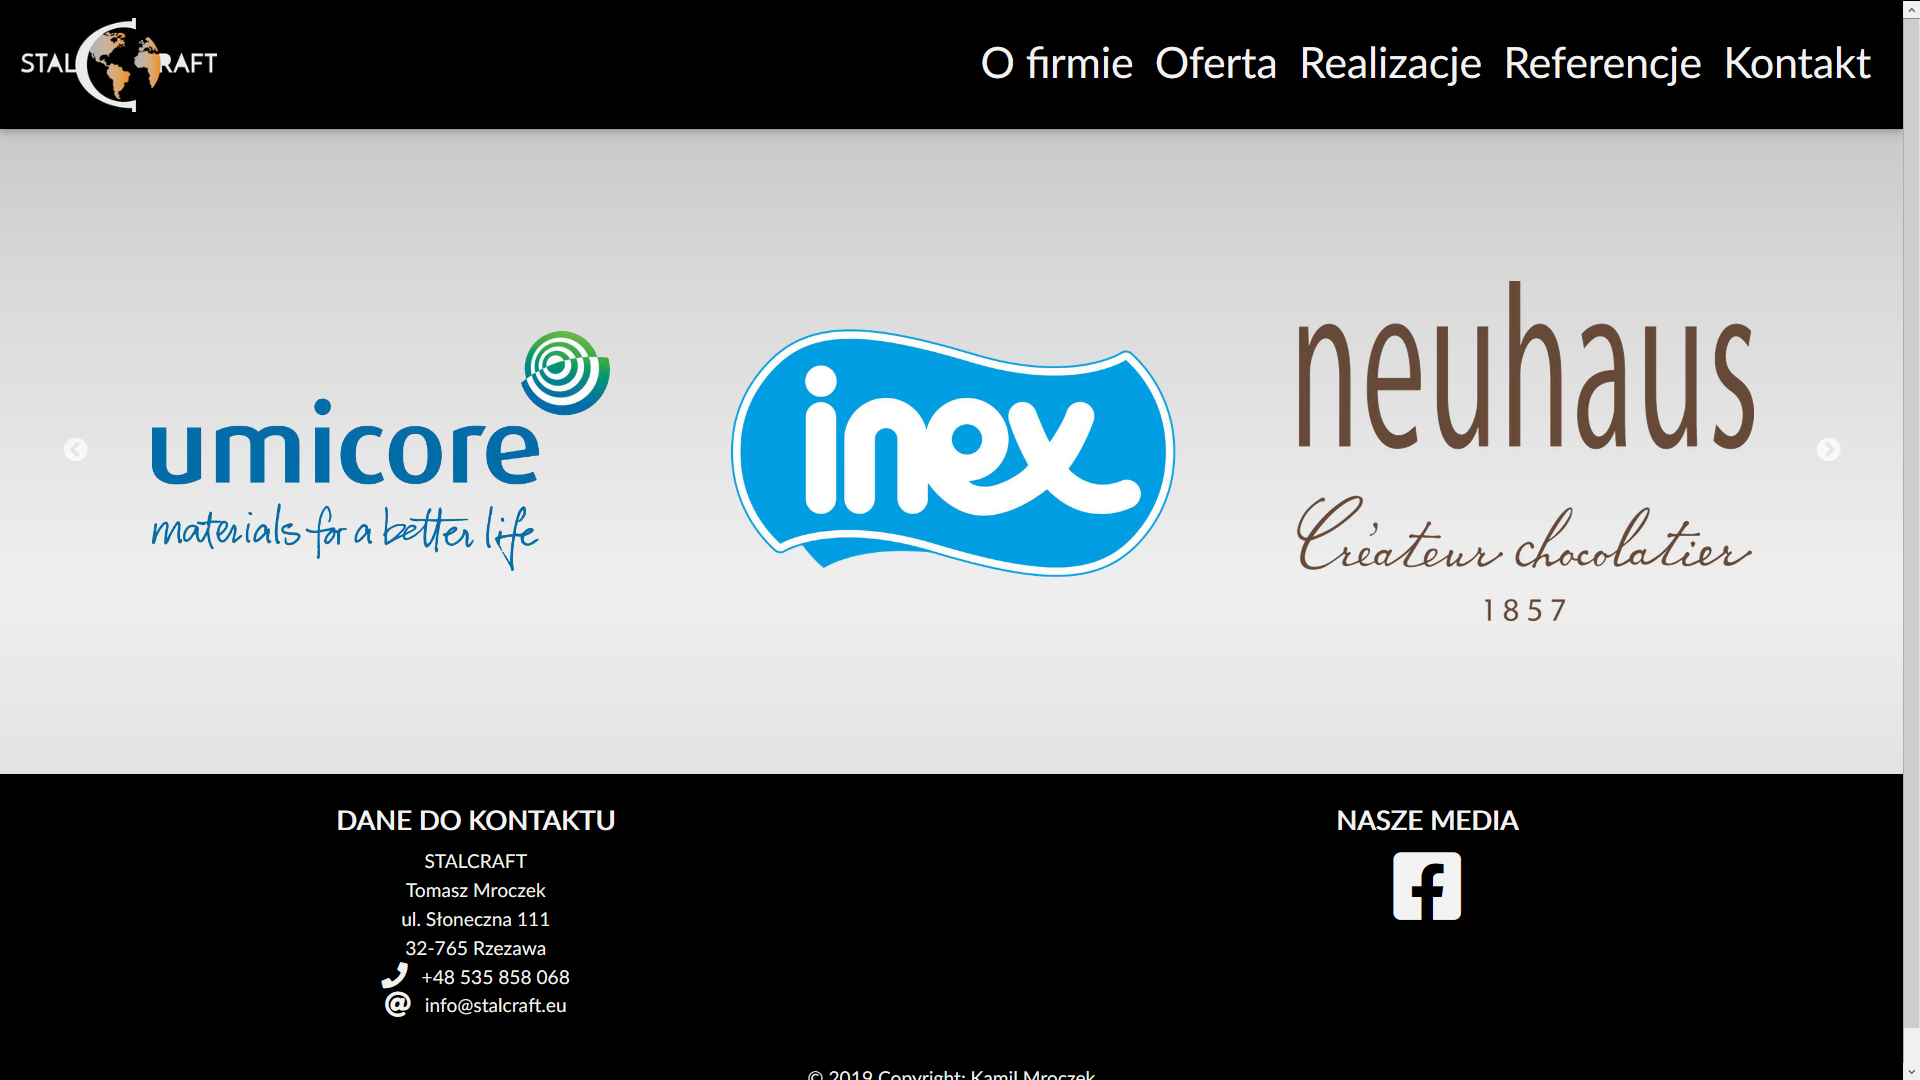 STALCRAFT
O firmie Oferta Realizacje Referencje Kontakt
umicore
materials for a better life
inex
neuhaus
Créateur chocolatier
1857
DANE DO KONTAKTU
STALCRAFT
Tomasz Mroczek
ul. Słoneczna 111
32-765 Rzezawa
+48 535 858 068
info@stalcraft.eu
NASZE MEDIA
© 2019 Copyright: Kamil Mroczek